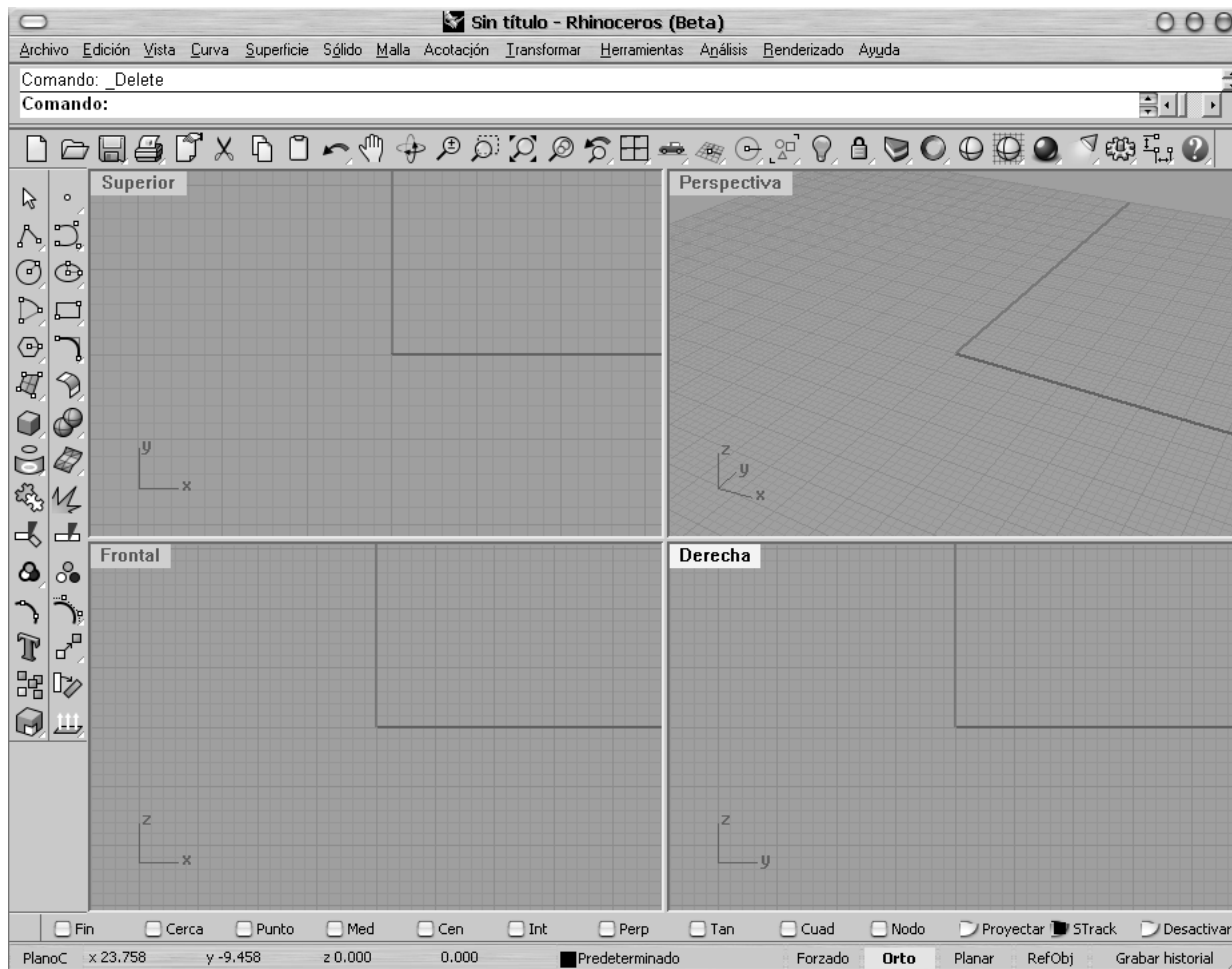 Sin título - Rhinoceros (Beta)
Archivo Edición Vista Curva Superficie Sólido Malla Acotación Transformar Herramientas Análisis Renderizado Ayuda
Comando: _Delete
Comando:
Superior
Perspectiva
y
x
z
y
x
Frontal
Derecha
z
x
z
y
Fin Cerca Punto Med Cen Int Perp Tan Cuad Nodo Proyectar STrack Desactivar
PlanoC x 23.758 y -9.458 z 0.000 0.000 Predeterminado Forzado Orto Planar RefObj Grabar historial